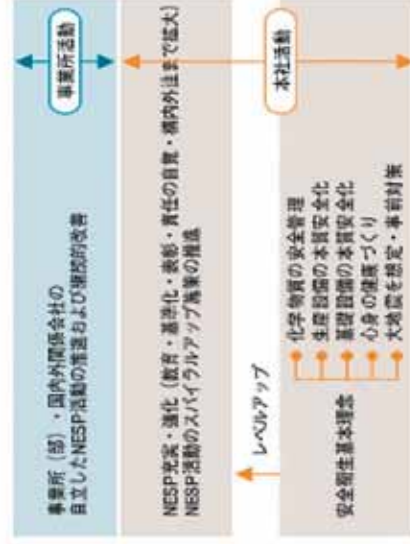 事業所（部）・国内外関係会社の
自立したNESP活動の推進および継続的改善
事業所活動
NESP充実・強化（教育・基準化・表彰・責任の自覚・構内外注まで拡大）
NESP活動のスパイラルアップ施策の推進
本社活動
レベルアップ
安全衛生基本理念
化学物質の安全管理
生産設備の本質安全化
基礎設備の本質安全化
心身の健康づくり
大地震を想定・事前対策